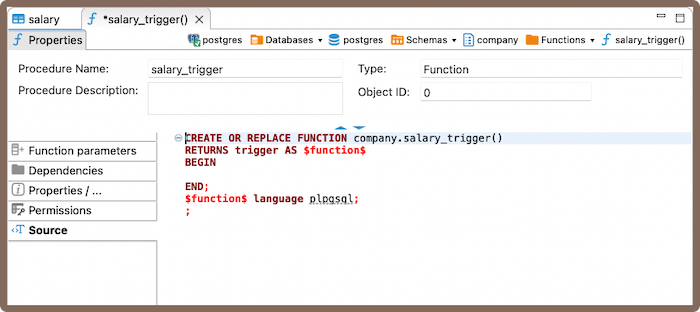 salary
*salary_trigger()
Properties
postgres Databases postgres Schemas company Functions salary_trigger()
Procedure Name: salary_trigger Type: Function
Procedure Description: Object ID: 0
Function parameters
Dependencies
Properties / ...
Permissions
Source
CREATE OR REPLACE FUNCTION company.salary_trigger()
RETURNS trigger AS $function$
BEGIN
END;
$function$ language plpgsql;
;